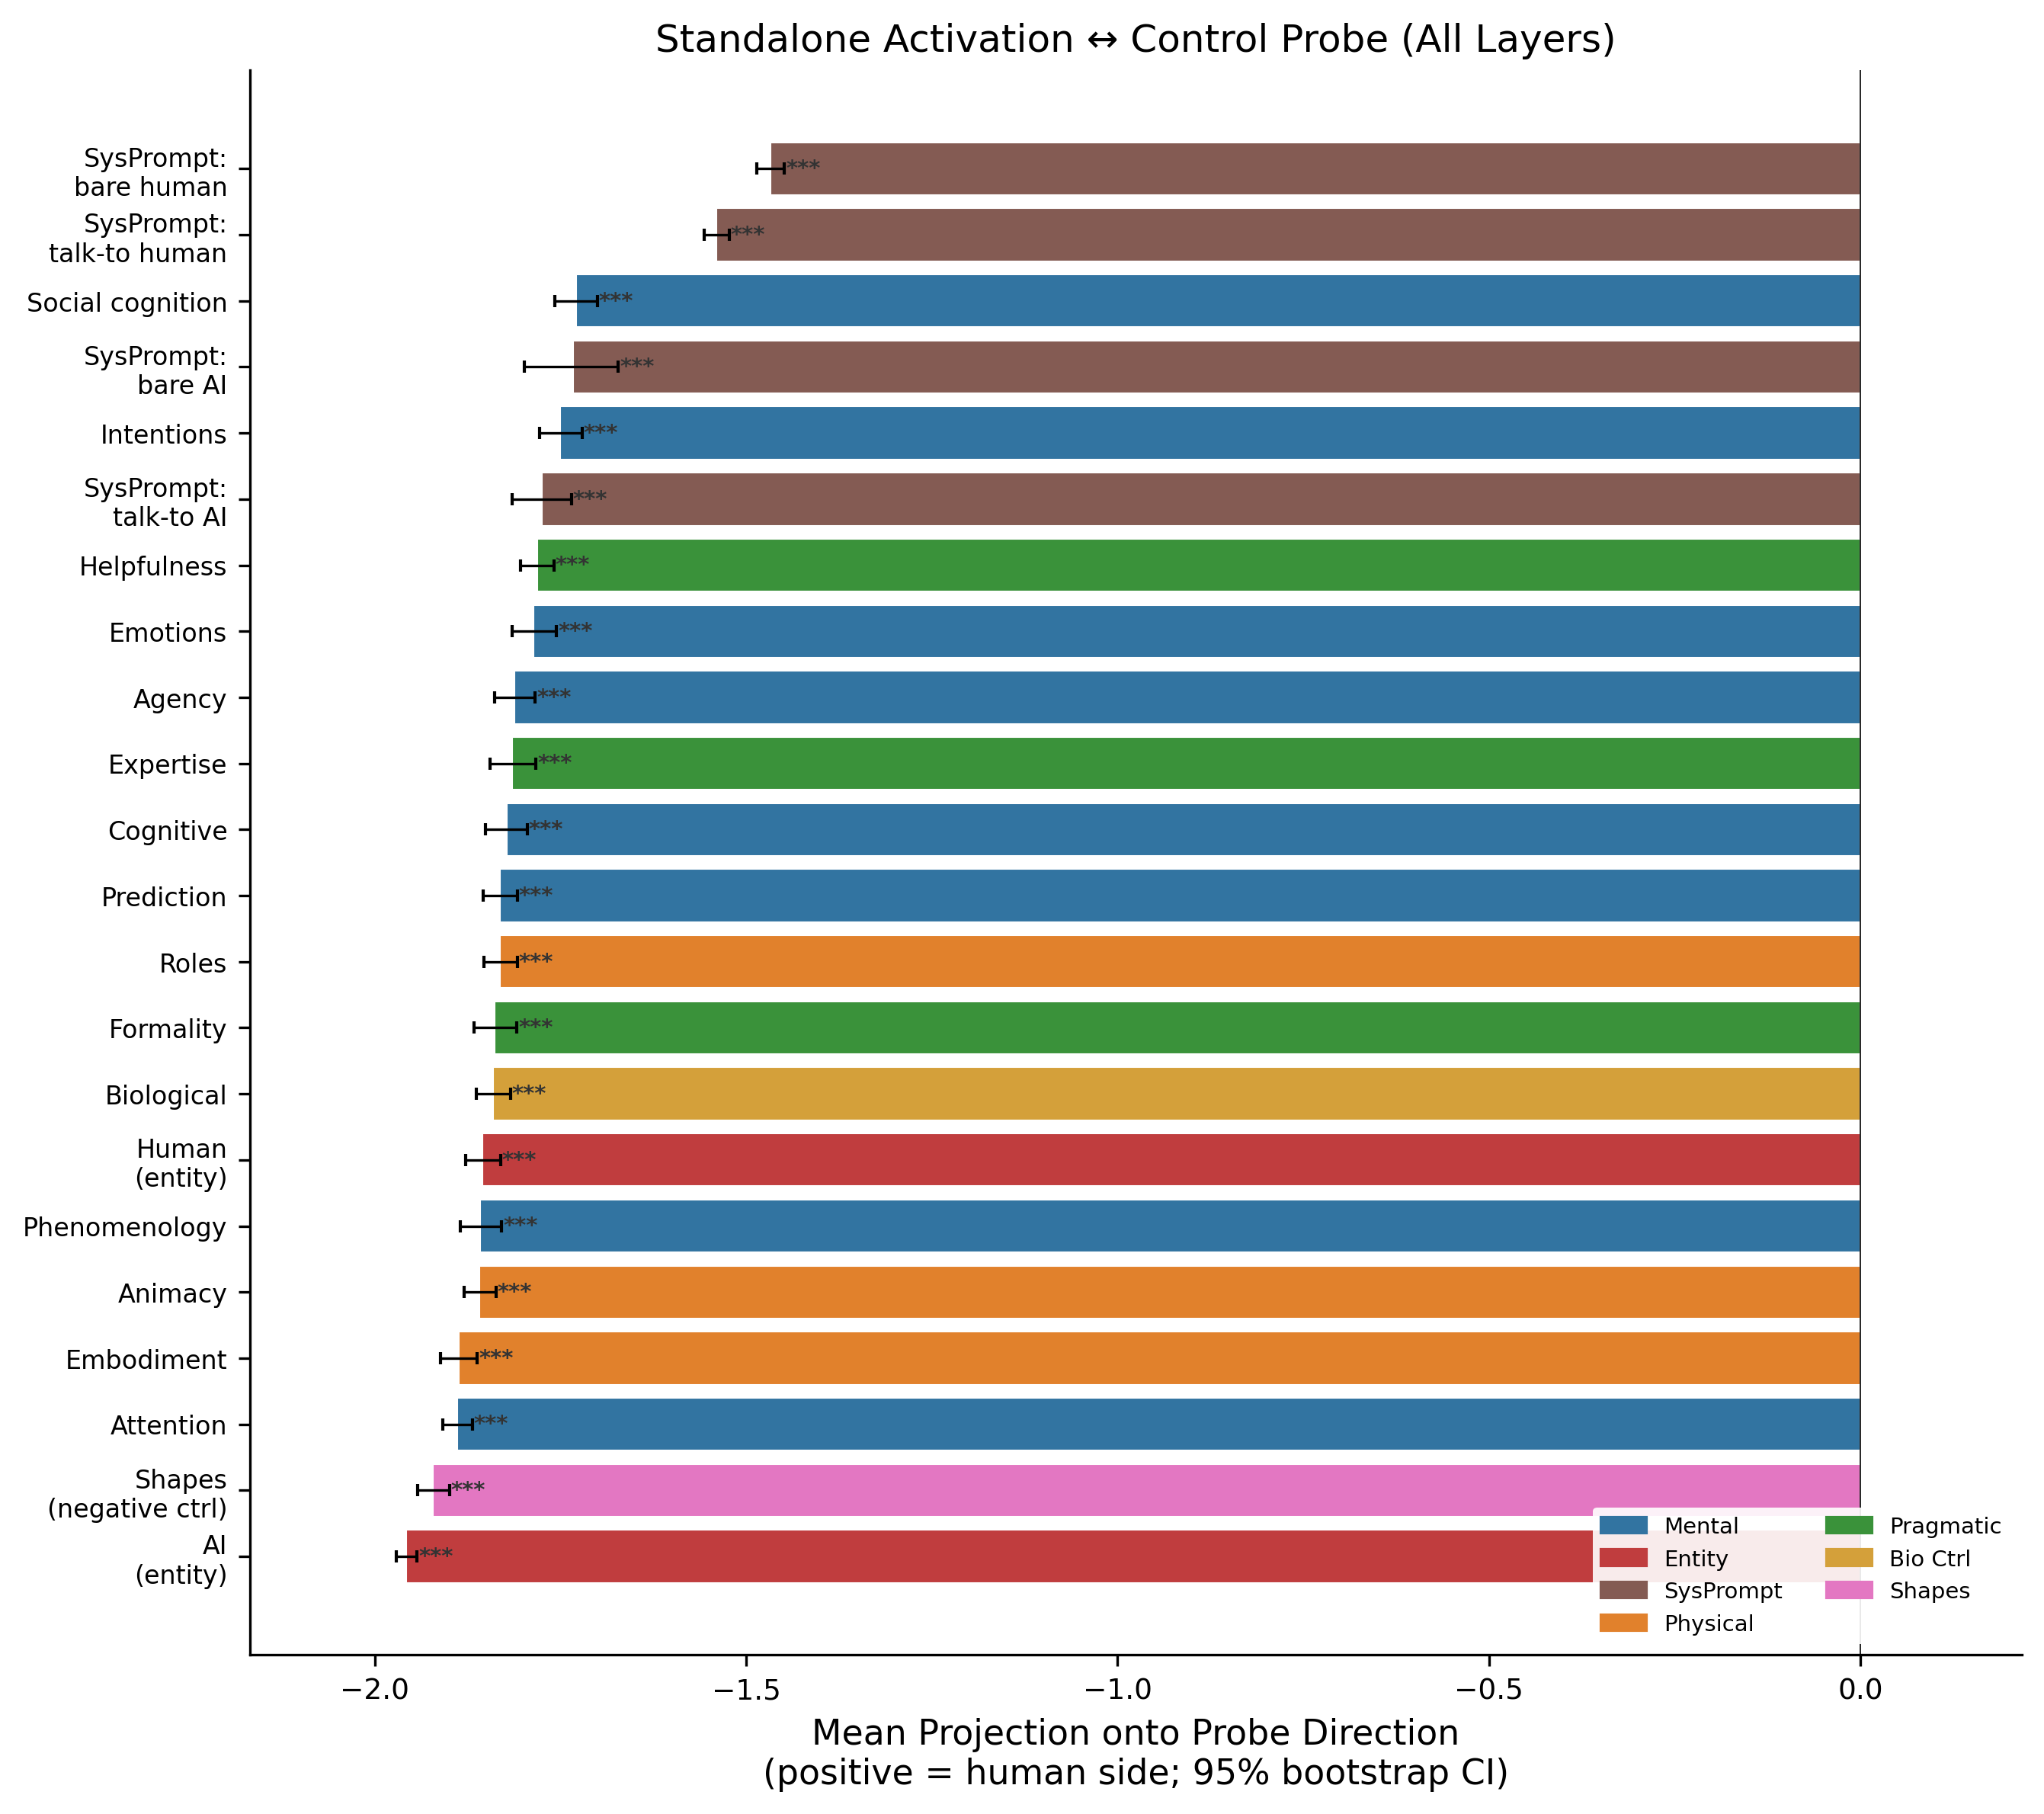 Standalone Activation ↔ Control Probe (All Layers)
SysPrompt:
bare human
***
SysPrompt:
talk-to human
***
Social cognition
***
SysPrompt:
bare AI
***
Intentions
***
SysPrompt:
talk-to AI
***
Helpfulness
***
Emotions
***
Agency
***
Expertise
***
Cognitive
***
Prediction
***
Roles
***
Formality
***
Biological
***
Human
(entity)
***
Phenomenology
***
Animacy
***
Embodiment
***
Attention
***
Shapes
(negative ctrl)
***
AI
(entity)
***
Mental
Entity
SysPrompt
Physical
Pragmatic
Bio Ctrl
Shapes
−2.0 −1.5 −1.0 −0.5 0.0
Mean Projection onto Probe Direction
(positive = human side; 95% bootstrap CI)